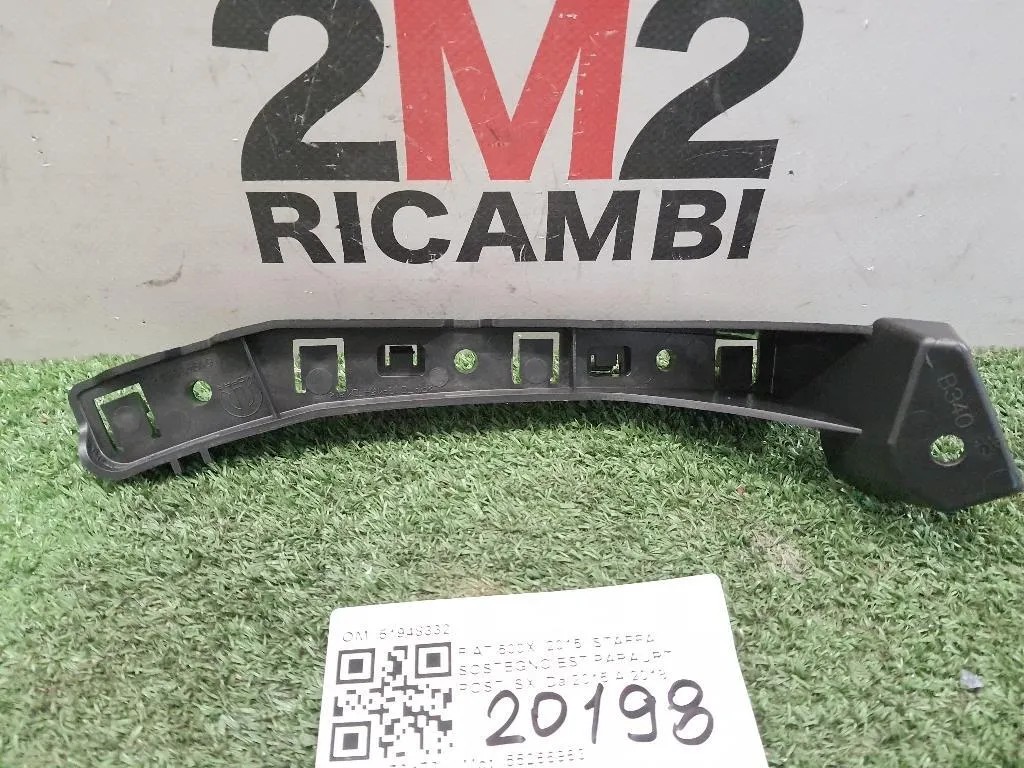 2M2
RICAMBI
B340
OM 51948332
FIAT 500X 2015 STAFFA
SOSTEGNO EST PARAURT
POST. SX Da 2015 A 2018
20198